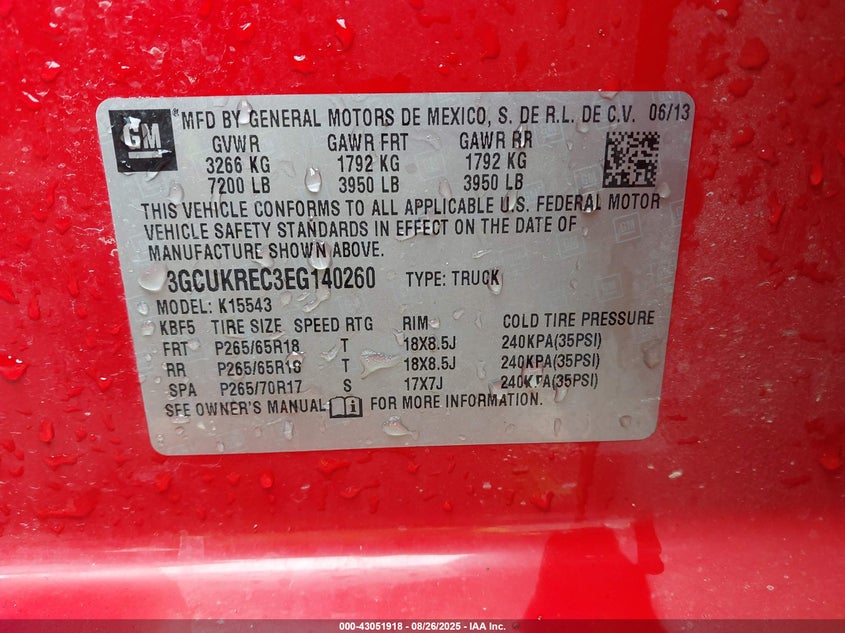 GM ® MFD BY GENERAL MOTORS DE MEXICO, S. DE R.L. DE C.V. 06/13
GVWR GAWR FRT GAWR RR
3266 KG 1792 KG 1792 KG
7200 LB 3950 LB 3950 LB
THIS VEHICLE CONFORMS TO ALL APPLICABLE U.S. FEDERAL MOTOR
VEHICLE SAFETY STANDARDS IN EFFECT ON THE DATE OF
MANUFACTURE SHOWN ABOVE.
3GCUKREC3EG140260 TYPE: TRUCK
MODEL: K15543
KBF5 TIRE SIZE SPEED RTG RIM COLD TIRE PRESSURE
FRT P265/65R18 T 18X8.5J 240KPA(35PSI)
RR P265/65R18 T 18X8.5J 240KPA(35PSI)
SPA P265/70R17 S 17X7J 240KPA(35PSI)
SEE OWNER'S MANUAL i FOR MORE INFORMATION.
000-43051918 - 08/26/2025 - IAA Inc.